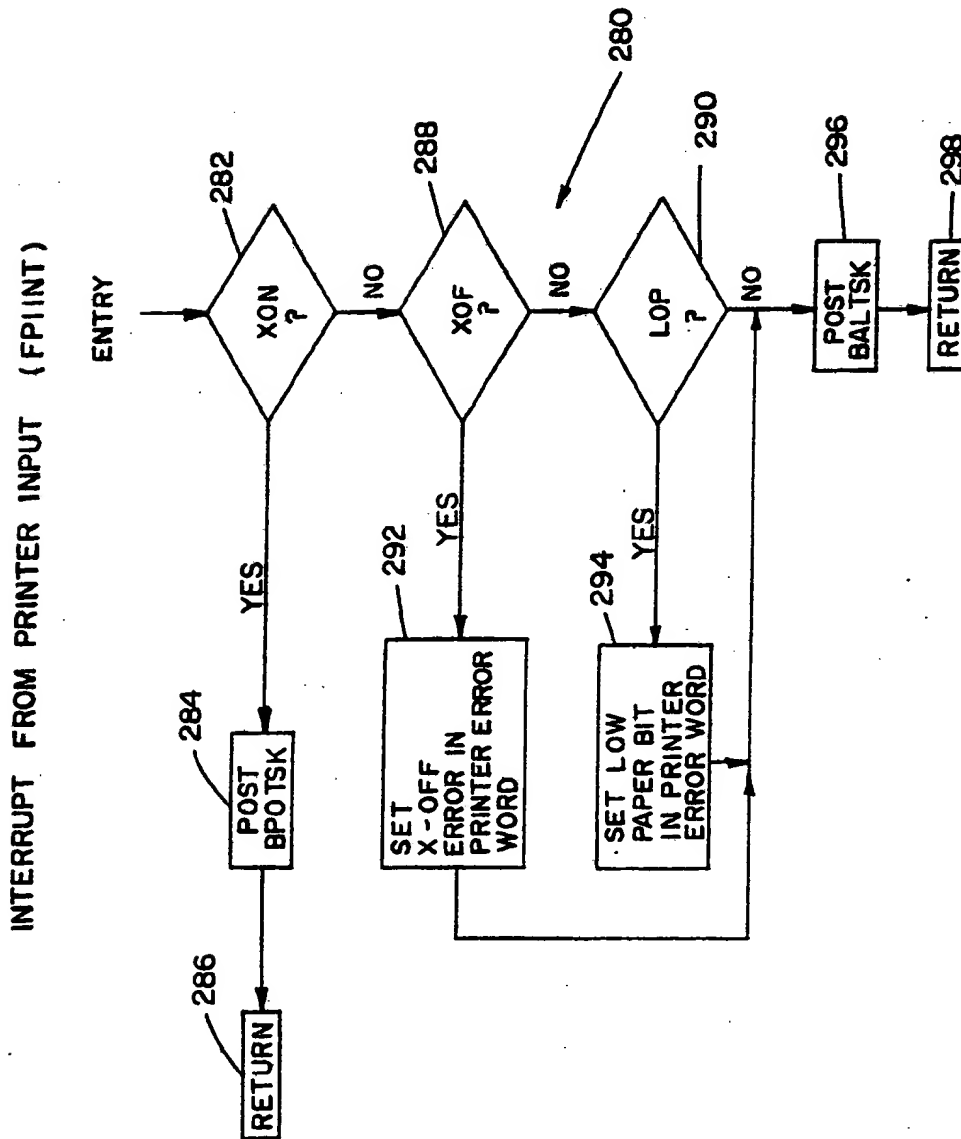 INTERRUPT FROM PRINTER INPUT (FPIINT)
ENTRY
282
XON
?
YES
NO
284
POST
BPOTSK
286
RETURN
288
XOF
?
YES
NO
280
292
SET
X-OFF
ERROR IN
PRINTER ERROR
WORD
290
LOP
?
YES
NO
294
SET LOW
PAPER BIT
IN PRINTER
ERROR WORD
296
POST
BALTSK
298
RETURN